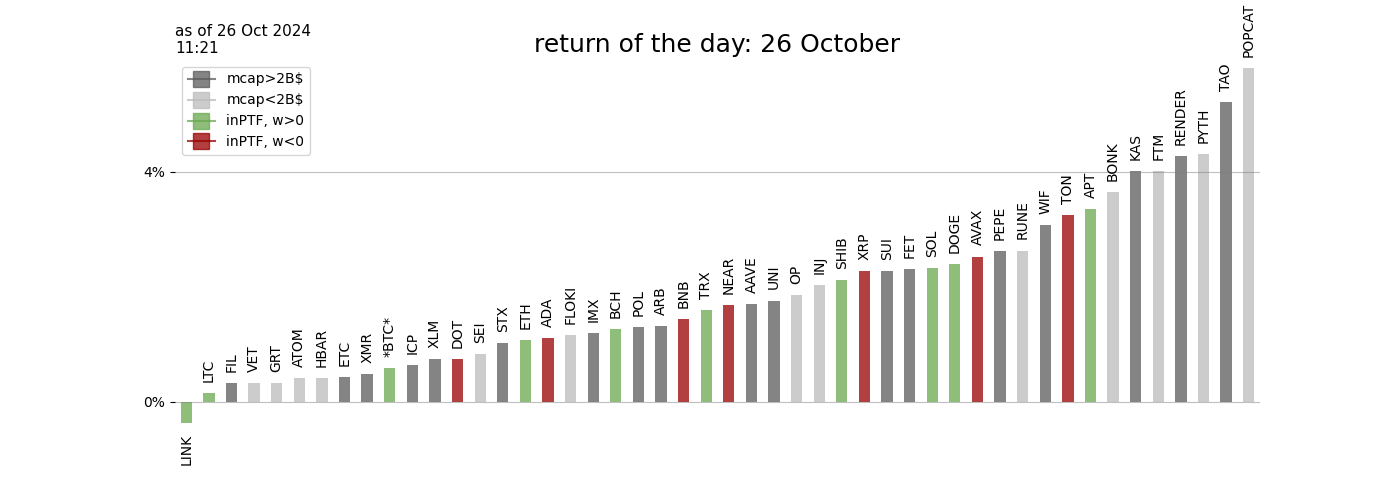 as of 26 Oct 2024
11:21
return of the day: 26 October
mcap>2B$
mcap<2B$
inPTF, w>0
inPTF, w<0
4%
0%
LINK
LTC
FIL
VET
GRT
ATOM
HBAR
ETC
XMR
*BTC*
ICP
XLM
DOT
SEI
STX
ETH
ADA
FLOKI
IMX
BCH
POL
ARB
BNB
TRX
NEAR
AAVE
UNI
OP
INJ
SHIB
XRP
SUI
FET
SOL
DOGE
AVAX
PEPE
RUNE
WIF
TON
APT
BONK
KAS
FTM
RENDER
PYTH
TAO
POPCAT